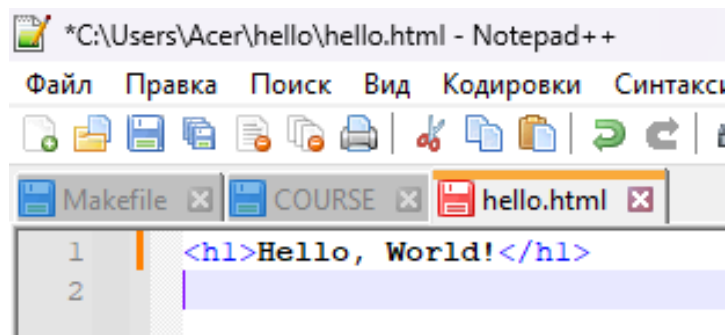 *C:\Users\Acer\hello\hello.html - Notepad++
Файл Правка Поиск Вид Кодировки Синтакси
Makefile COURSE hello.html
1 <h1>Hello, World!</h1>
2